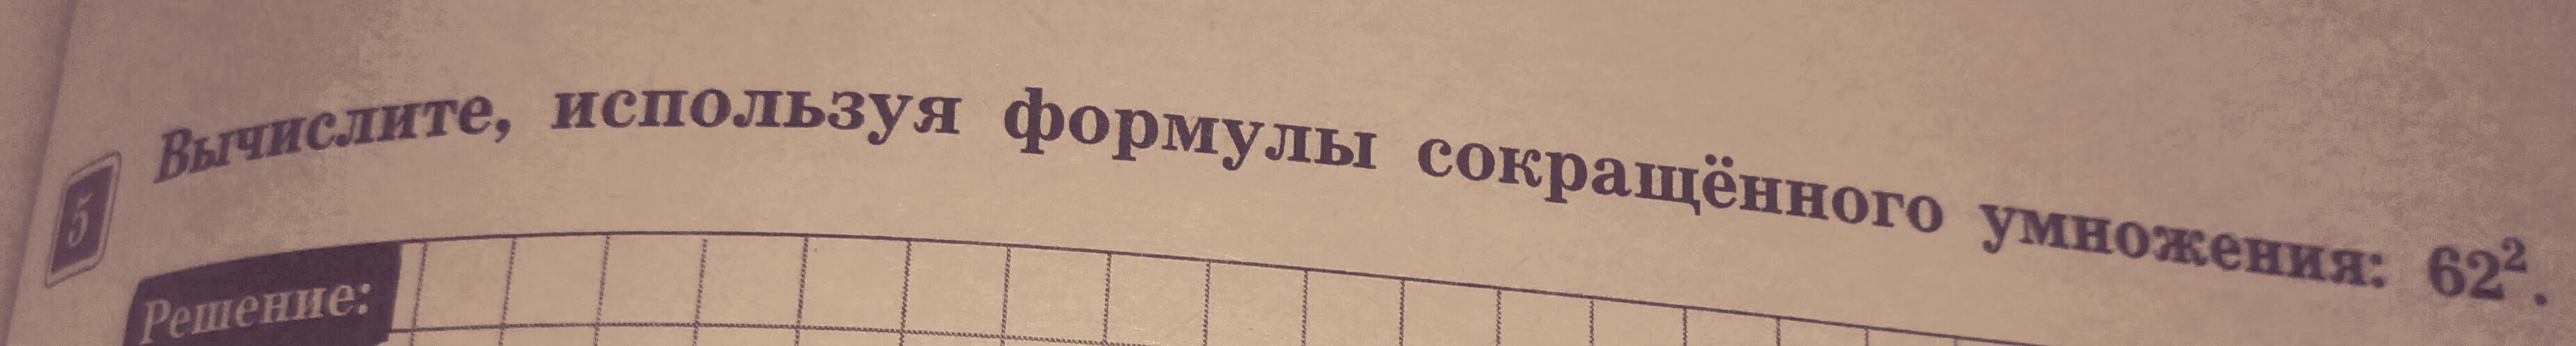 5 Вычислите, используя формулы сокращённого умножения: 62².
Решение: